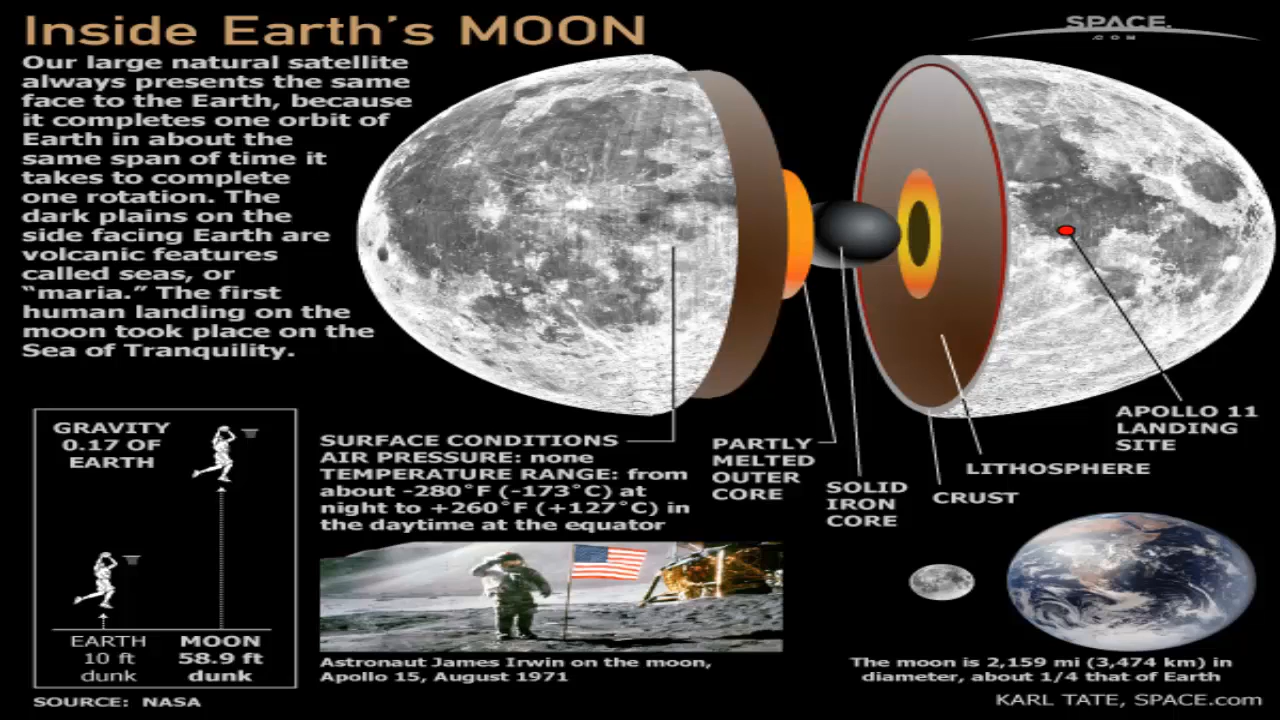 Inside Earth's MOON
SPACE.
.COM
Our large natural satellite
always presents the same
face to the Earth, because
it completes one orbit of
Earth in about the
same span of time it
takes to complete
one rotation. The
dark plains on the
side facing Earth are
volcanic features
called seas, or
“maria.” The first
human landing on the
moon took place on the
Sea of Tranquility.
GRAVITY
0.17 OF
EARTH
EARTH
10 ft
dunk
MOON
58.9 ft
dunk
SOURCE: NASA
SURFACE CONDITIONS
AIR PRESSURE: none
TEMPERATURE RANGE: from
about -280°F (-173°C) at
night to +260°F (+127°C) in
the daytime at the equator
PARTLY
MELTED
OUTER
CORE
SOLID
IRON
CORE
CRUST
LITHOSPHERE
APOLLO 11
LANDING
SITE
Astronaut James Irwin on the moon,
Apollo 15, August 1971
The moon is 2,159 mi (3,474 km) in
diameter, about 1/4 that of Earth
KARL TATE, SPACE.com